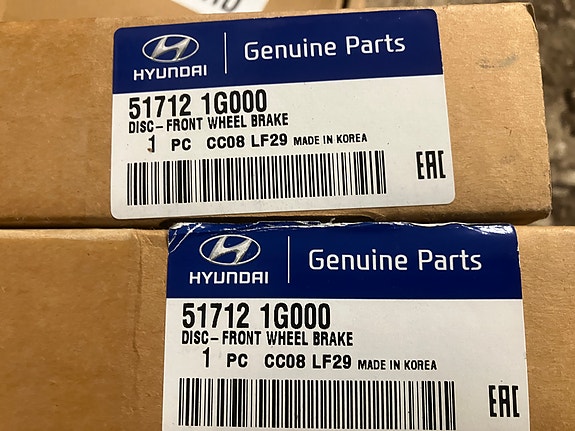 HYUNDAI Genuine Parts
51712 1G000
DISC-FRONT WHEEL BRAKE
1 PC CC08 LF29 MADE IN KOREA
EAC
HYUNDAI Genuine Parts
51712 1G000
DISC-FRONT WHEEL BRAKE
1 PC CC08 LF29 MADE IN KOREA
EAC